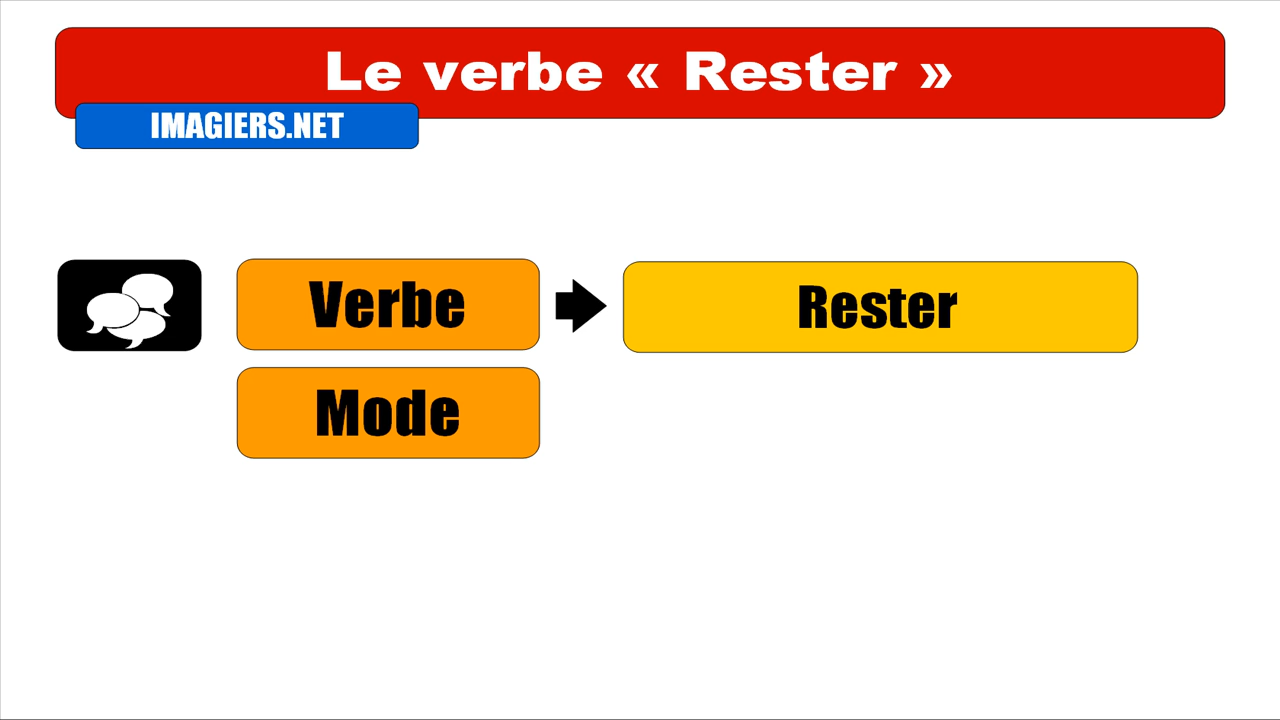 Le verbe « Rester »
IMAGIERS.NET
Verbe
Rester
Mode